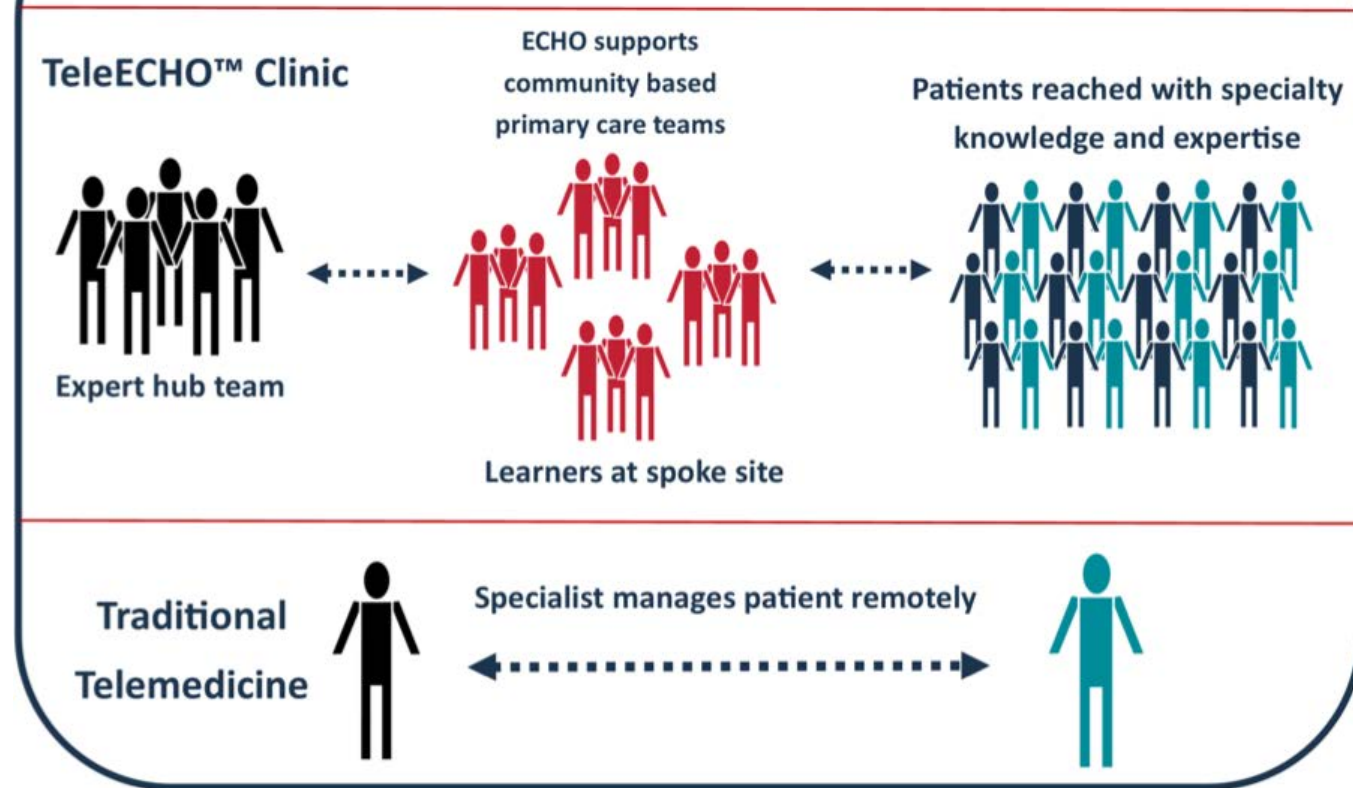 TeleECHO™ Clinic
ECHO supports
community based
primary care teams
Patients reached with specialty
knowledge and expertise
Expert hub team
Learners at spoke site
Traditional
Telemedicine
Specialist manages patient remotely